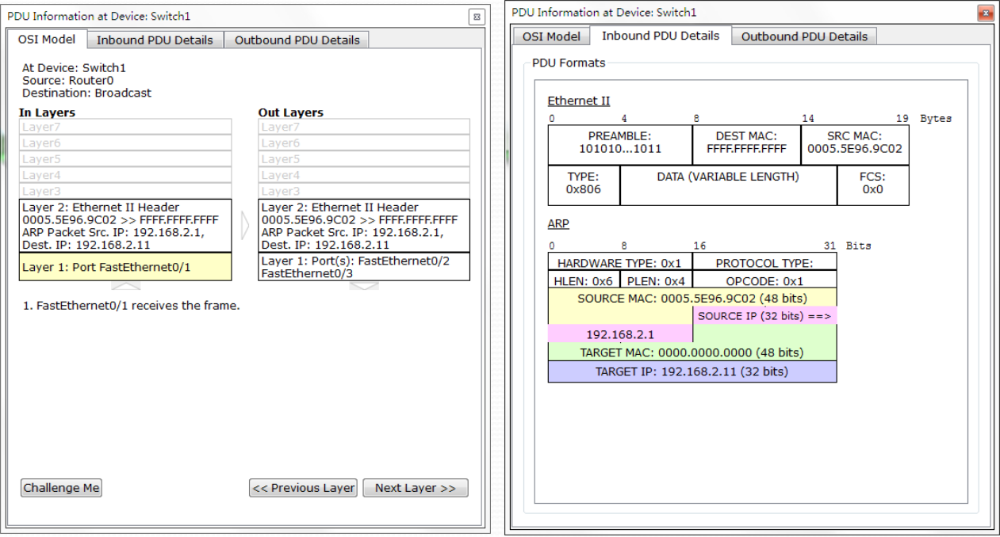 PDU Information at Device: Switch1
OSI Model
Inbound PDU Details
Outbound PDU Details
At Device: Switch1
Source: Router0
Destination: Broadcast
In Layers
Layer7
Layer6
Layer5
Layer4
Layer3
Layer 2: Ethernet II Header
0005.5E96.9C02 >> FFFF.FFFF.FFFF
ARP Packet Src. IP: 192.168.2.1,
Dest. IP: 192.168.2.11
Layer 1: Port FastEthernet0/1
Out Layers
Layer7
Layer6
Layer5
Layer4
Layer3
Layer 2: Ethernet II Header
0005.5E96.9C02 >> FFFF.FFFF.FFFF
ARP Packet Src. IP: 192.168.2.1,
Dest. IP: 192.168.2.11
Layer 1: Port(s): FastEthernet0/2
FastEthernet0/3
1. FastEthernet0/1 receives the frame.
Challenge Me
<< Previous Layer
Next Layer >>
PDU Information at Device: Switch1
OSI Model
Inbound PDU Details
Outbound PDU Details
PDU Formats
Ethernet II
0 4 8 14 19 Bytes
PREAMBLE:
101010...1011
DEST MAC:
FFFF.FFFF.FFFF
SRC MAC:
0005.5E96.9C02
TYPE:
0x806
DATA (VARIABLE LENGTH)
FCS:
0x0
ARP
0 8 16 31 Bits
HARDWARE TYPE: 0x1
PROTOCOL TYPE:
HLEN: 0x6
PLEN: 0x4
OPCODE: 0x1
SOURCE MAC: 0005.5E96.9C02 (48 bits)
SOURCE IP (32 bits) ==>
192.168.2.1
TARGET MAC: 0000.0000.0000 (48 bits)
TARGET IP: 192.168.2.11 (32 bits)